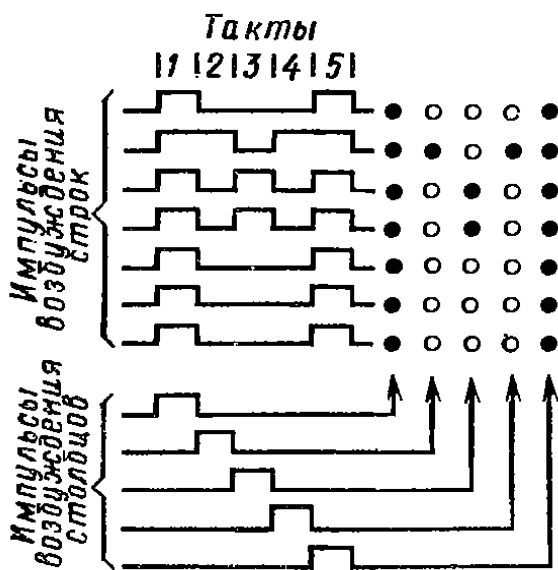 Такты
1 2 3 4 5
Импульсы
возбуждения
строк
Импульсы
возбуждения
столбцов